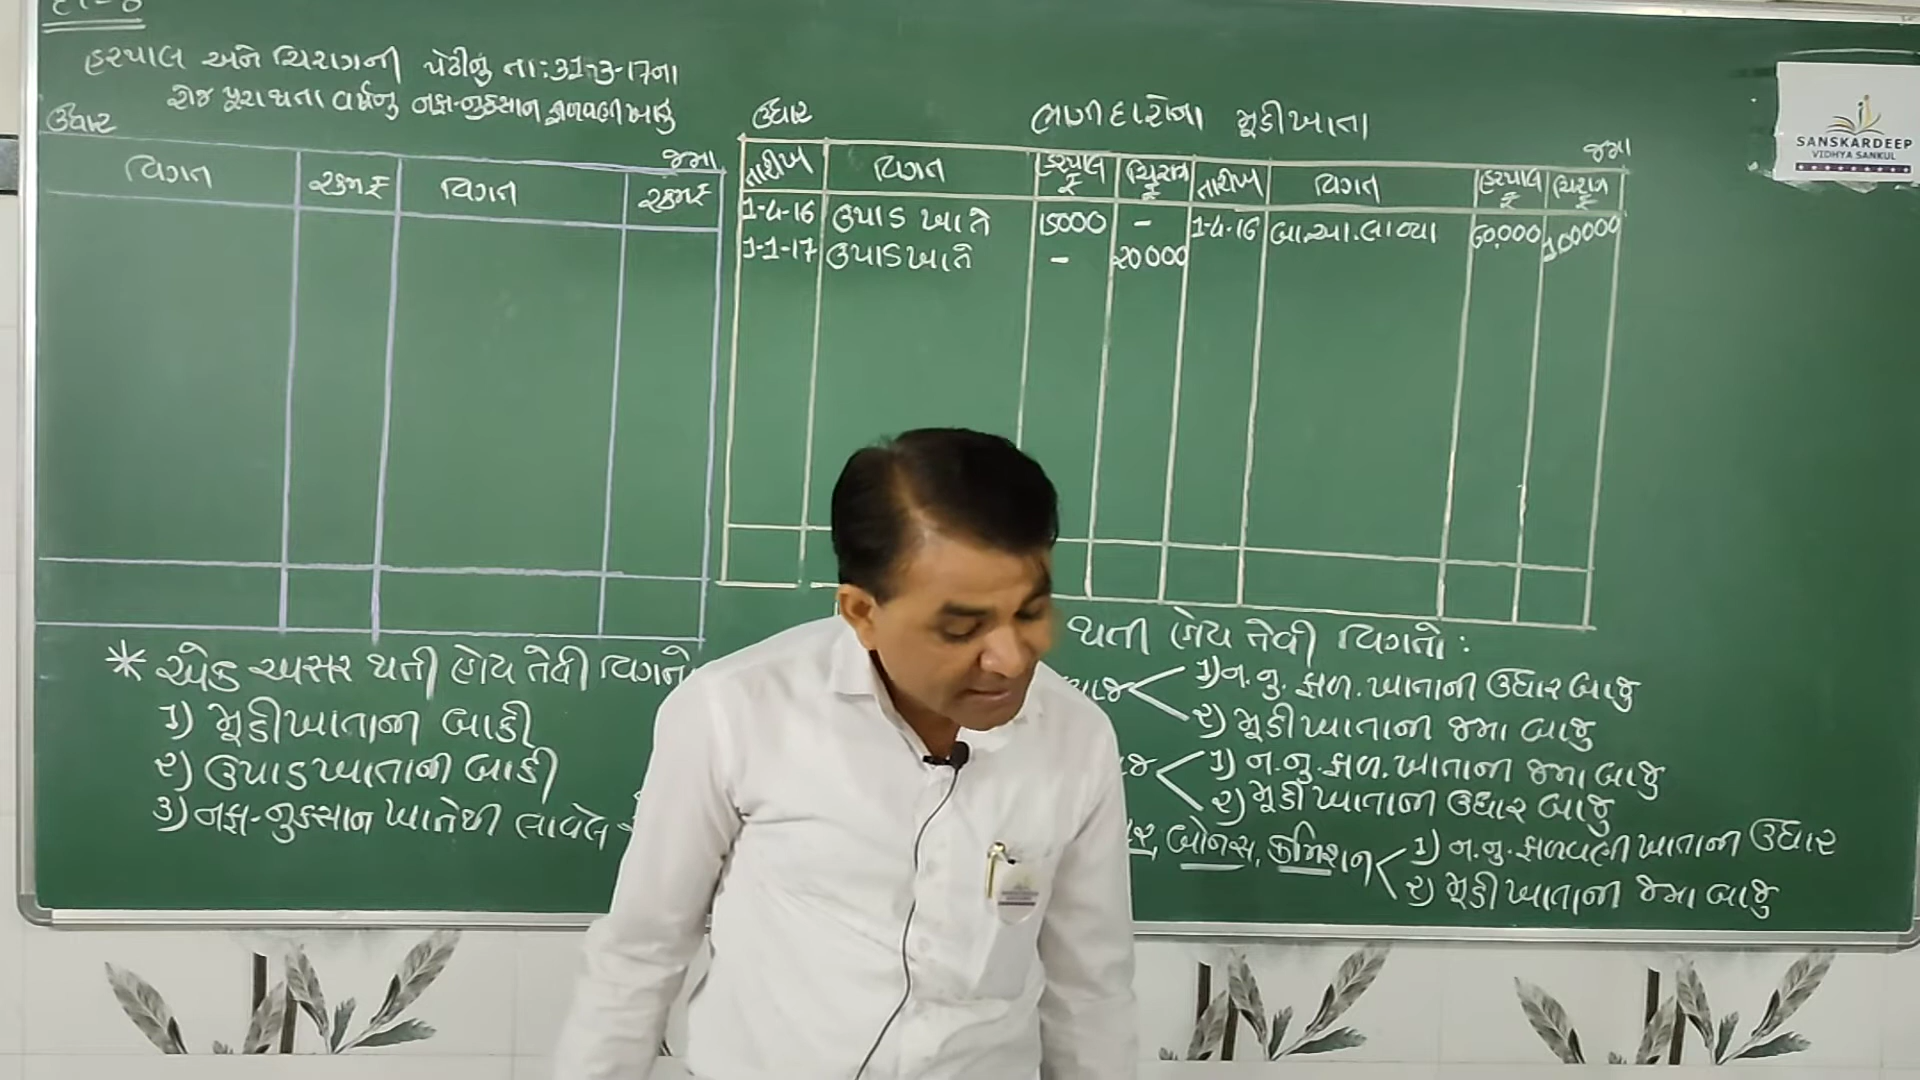 હરપાલ અને ચિરાગની પેઢીનું તા:31-3-17ના
રોજ પૂરા થતા વર્ષનું નફા-નુકસાન ફાળવણી ખાતું
ઉધાર
જમા
વિગત રકમ ₹ વિગત રકમ ₹
ભાગીદારોના મૂડી ખાતા
ઉધાર
જમા
તારીખ વિગત હરપાલ ₹ ચિરાગ ₹ તારીખ વિગત હરપાલ ₹ ચિરાગ ₹
1-4-16 ઉપાડ ખાતે 15000 - 1-4-16 બા.આ.લાવ્યા 60,000 100000
1-1-17 ઉપાડ ખાતે - 20000
* એક અસર થતી હોય તેવી વિગતો
1) મૂડીખાતાની બાકી
2) ઉપાડખાતાની બાકી
3) નફા-નુકસાન ખાતેથી લાવેલ
થતી હોય તેવી વિગતો :
1) ન.નુ. ફાળ. ખાતાની ઉધાર બાજુ
2) મૂડી ખાતાની જમા બાજુ
1) ન.નુ.ફાળ.ખાતાની જમા બાજુ
2) મૂડી ખાતાની ઉધાર બાજુ
બોનસ, કમિશન
1) ન.નુ.ફાળવણી ખાતાની ઉધાર
2) મૂડી ખાતાની જમા બાજુ
SANSKARDEEP
VIDHYA SANKUL